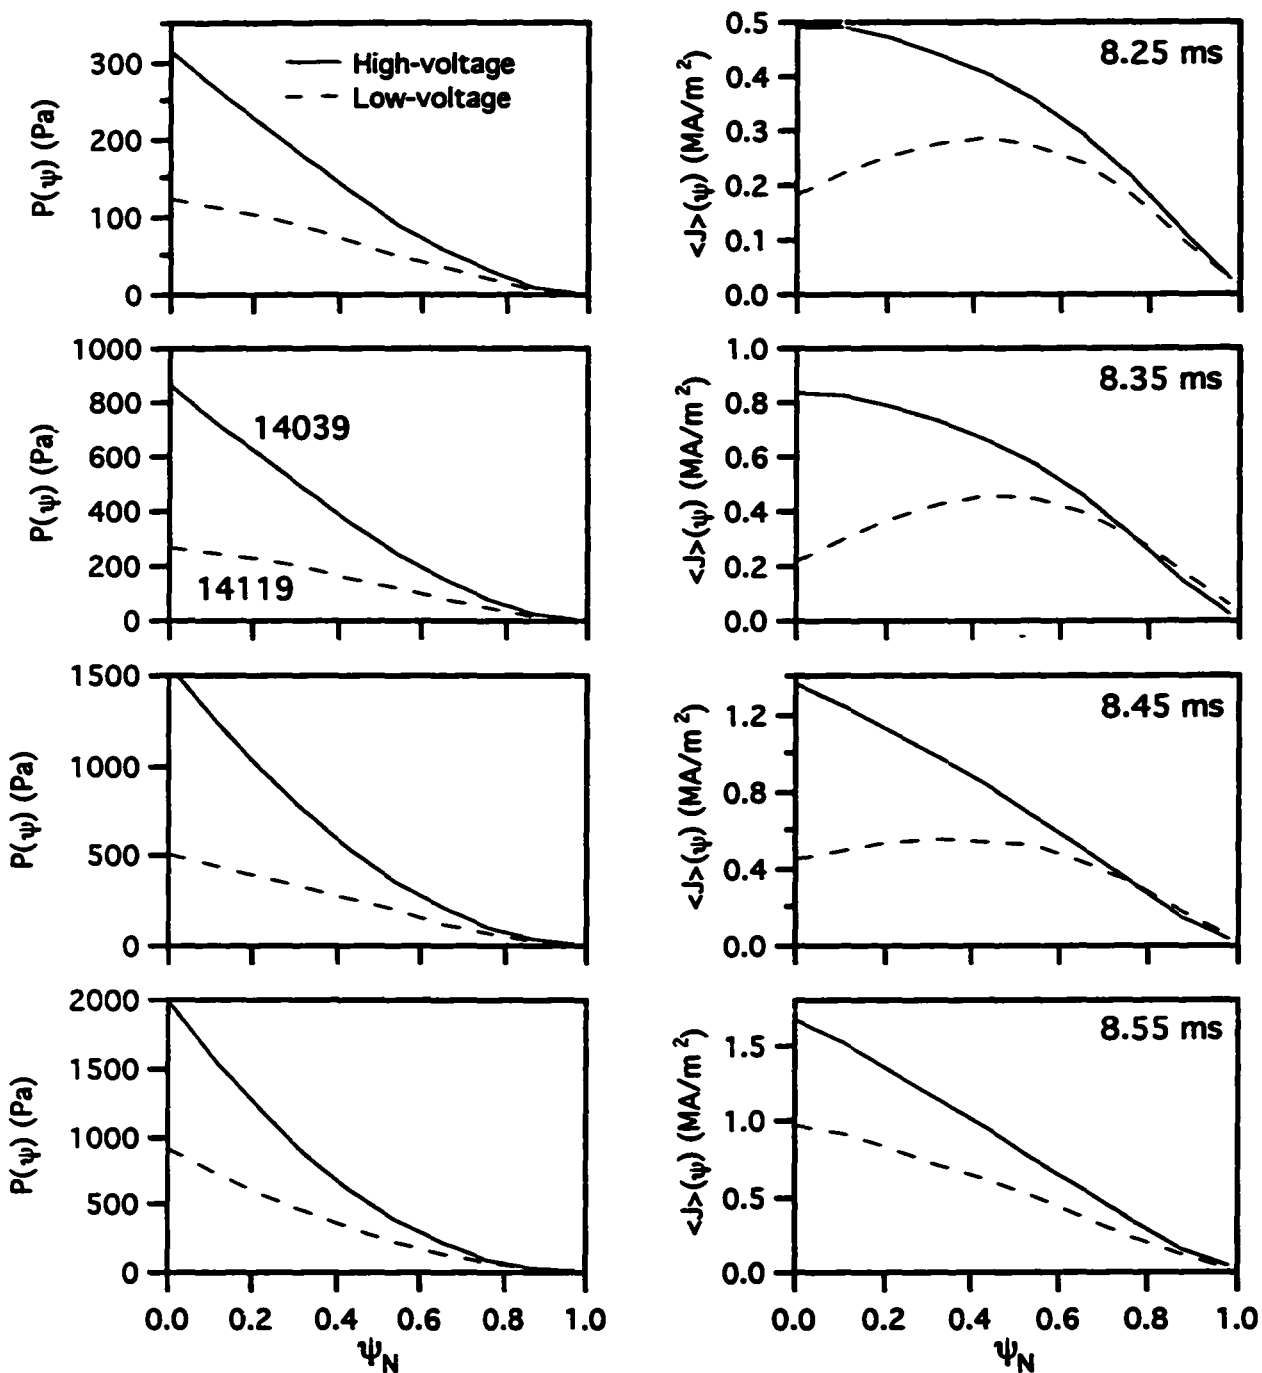 P(ψ) (Pa)
300
200
100
0
High-voltage
Low-voltage
<J>(ψ) (MA/m²)
0.5
0.4
0.3
0.2
0.1
0.0
8.25 ms
P(ψ) (Pa)
1000
800
600
400
200
0
14039
14119
<J>(ψ) (MA/m²)
1.0
0.8
0.6
0.4
0.2
0.0
8.35 ms
P(ψ) (Pa)
1500
1000
500
0
<J>(ψ) (MA/m²)
1.2
0.8
0.4
0.0
8.45 ms
P(ψ) (Pa)
2000
1500
1000
500
0
0.0 0.2 0.4 0.6 0.8 1.0
ψN
<J>(ψ) (MA/m²)
1.5
1.0
0.5
0.0
8.55 ms
0.0 0.2 0.4 0.6 0.8 1.0
ψN